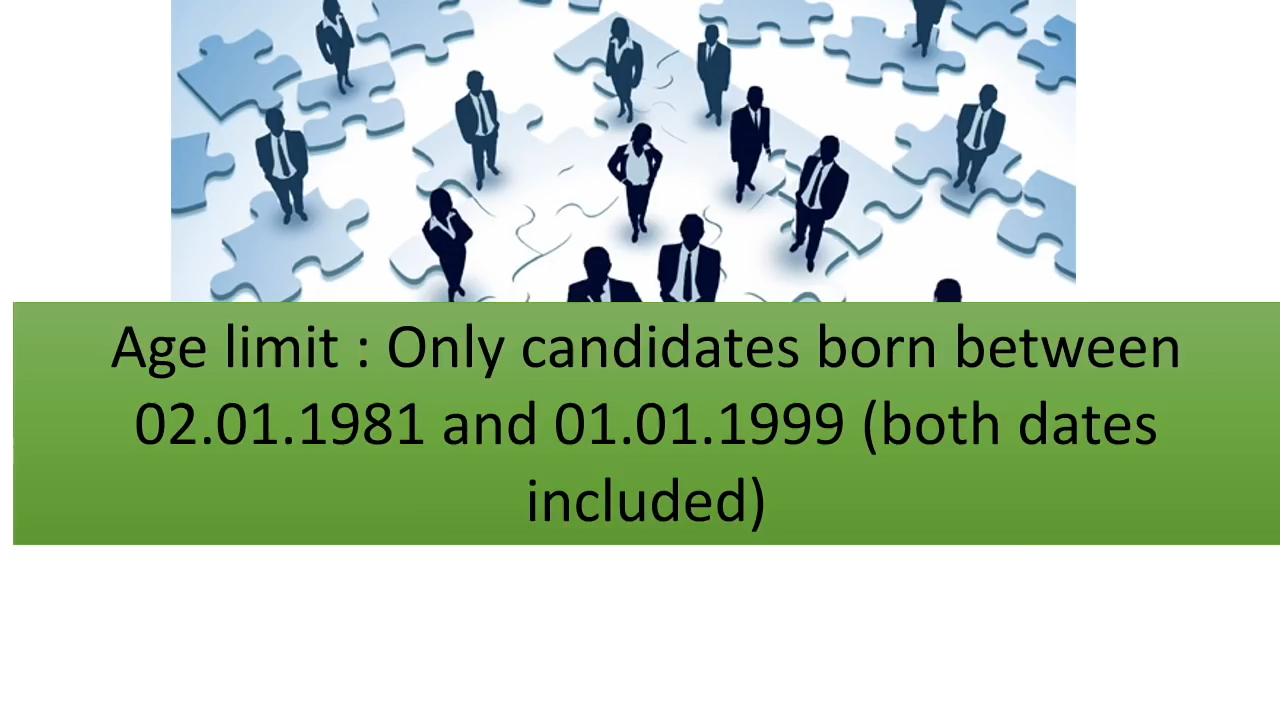 Age limit : Only candidates born between
02.01.1981 and 01.01.1999 (both dates
included)